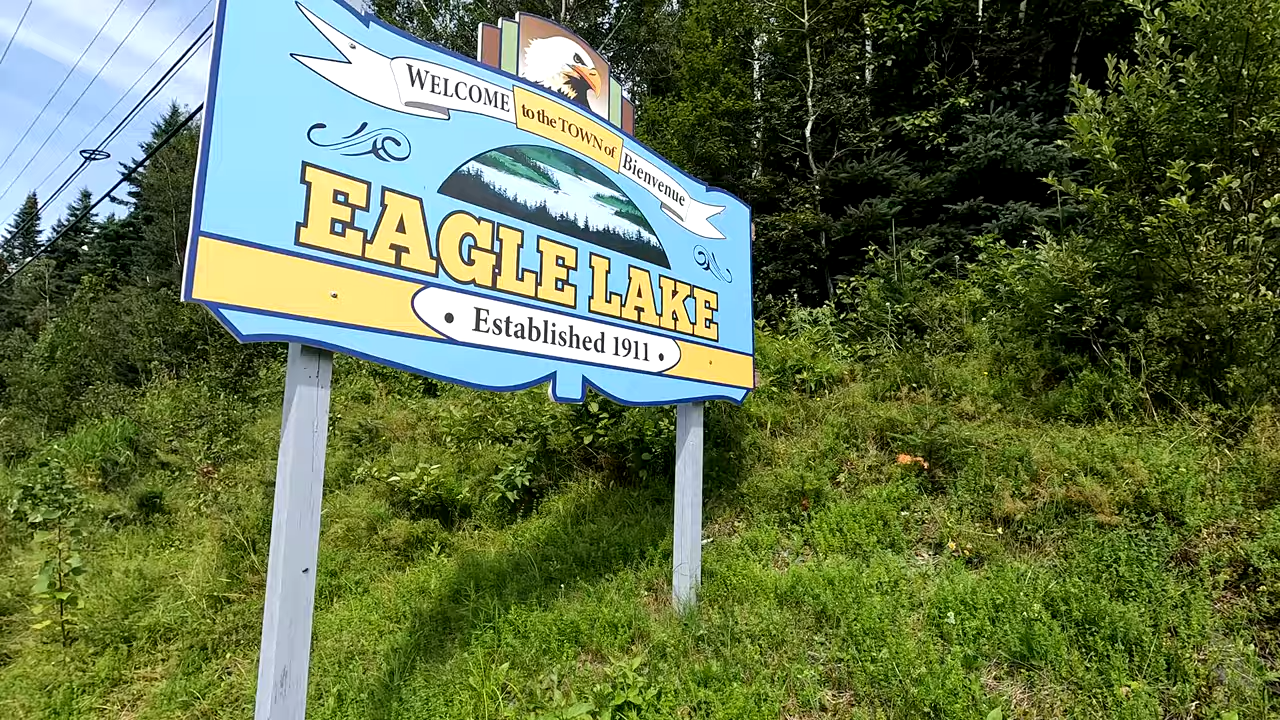 WELCOME to the TOWN of Bienvenue
EAGLE LAKE
• Established 1911 •